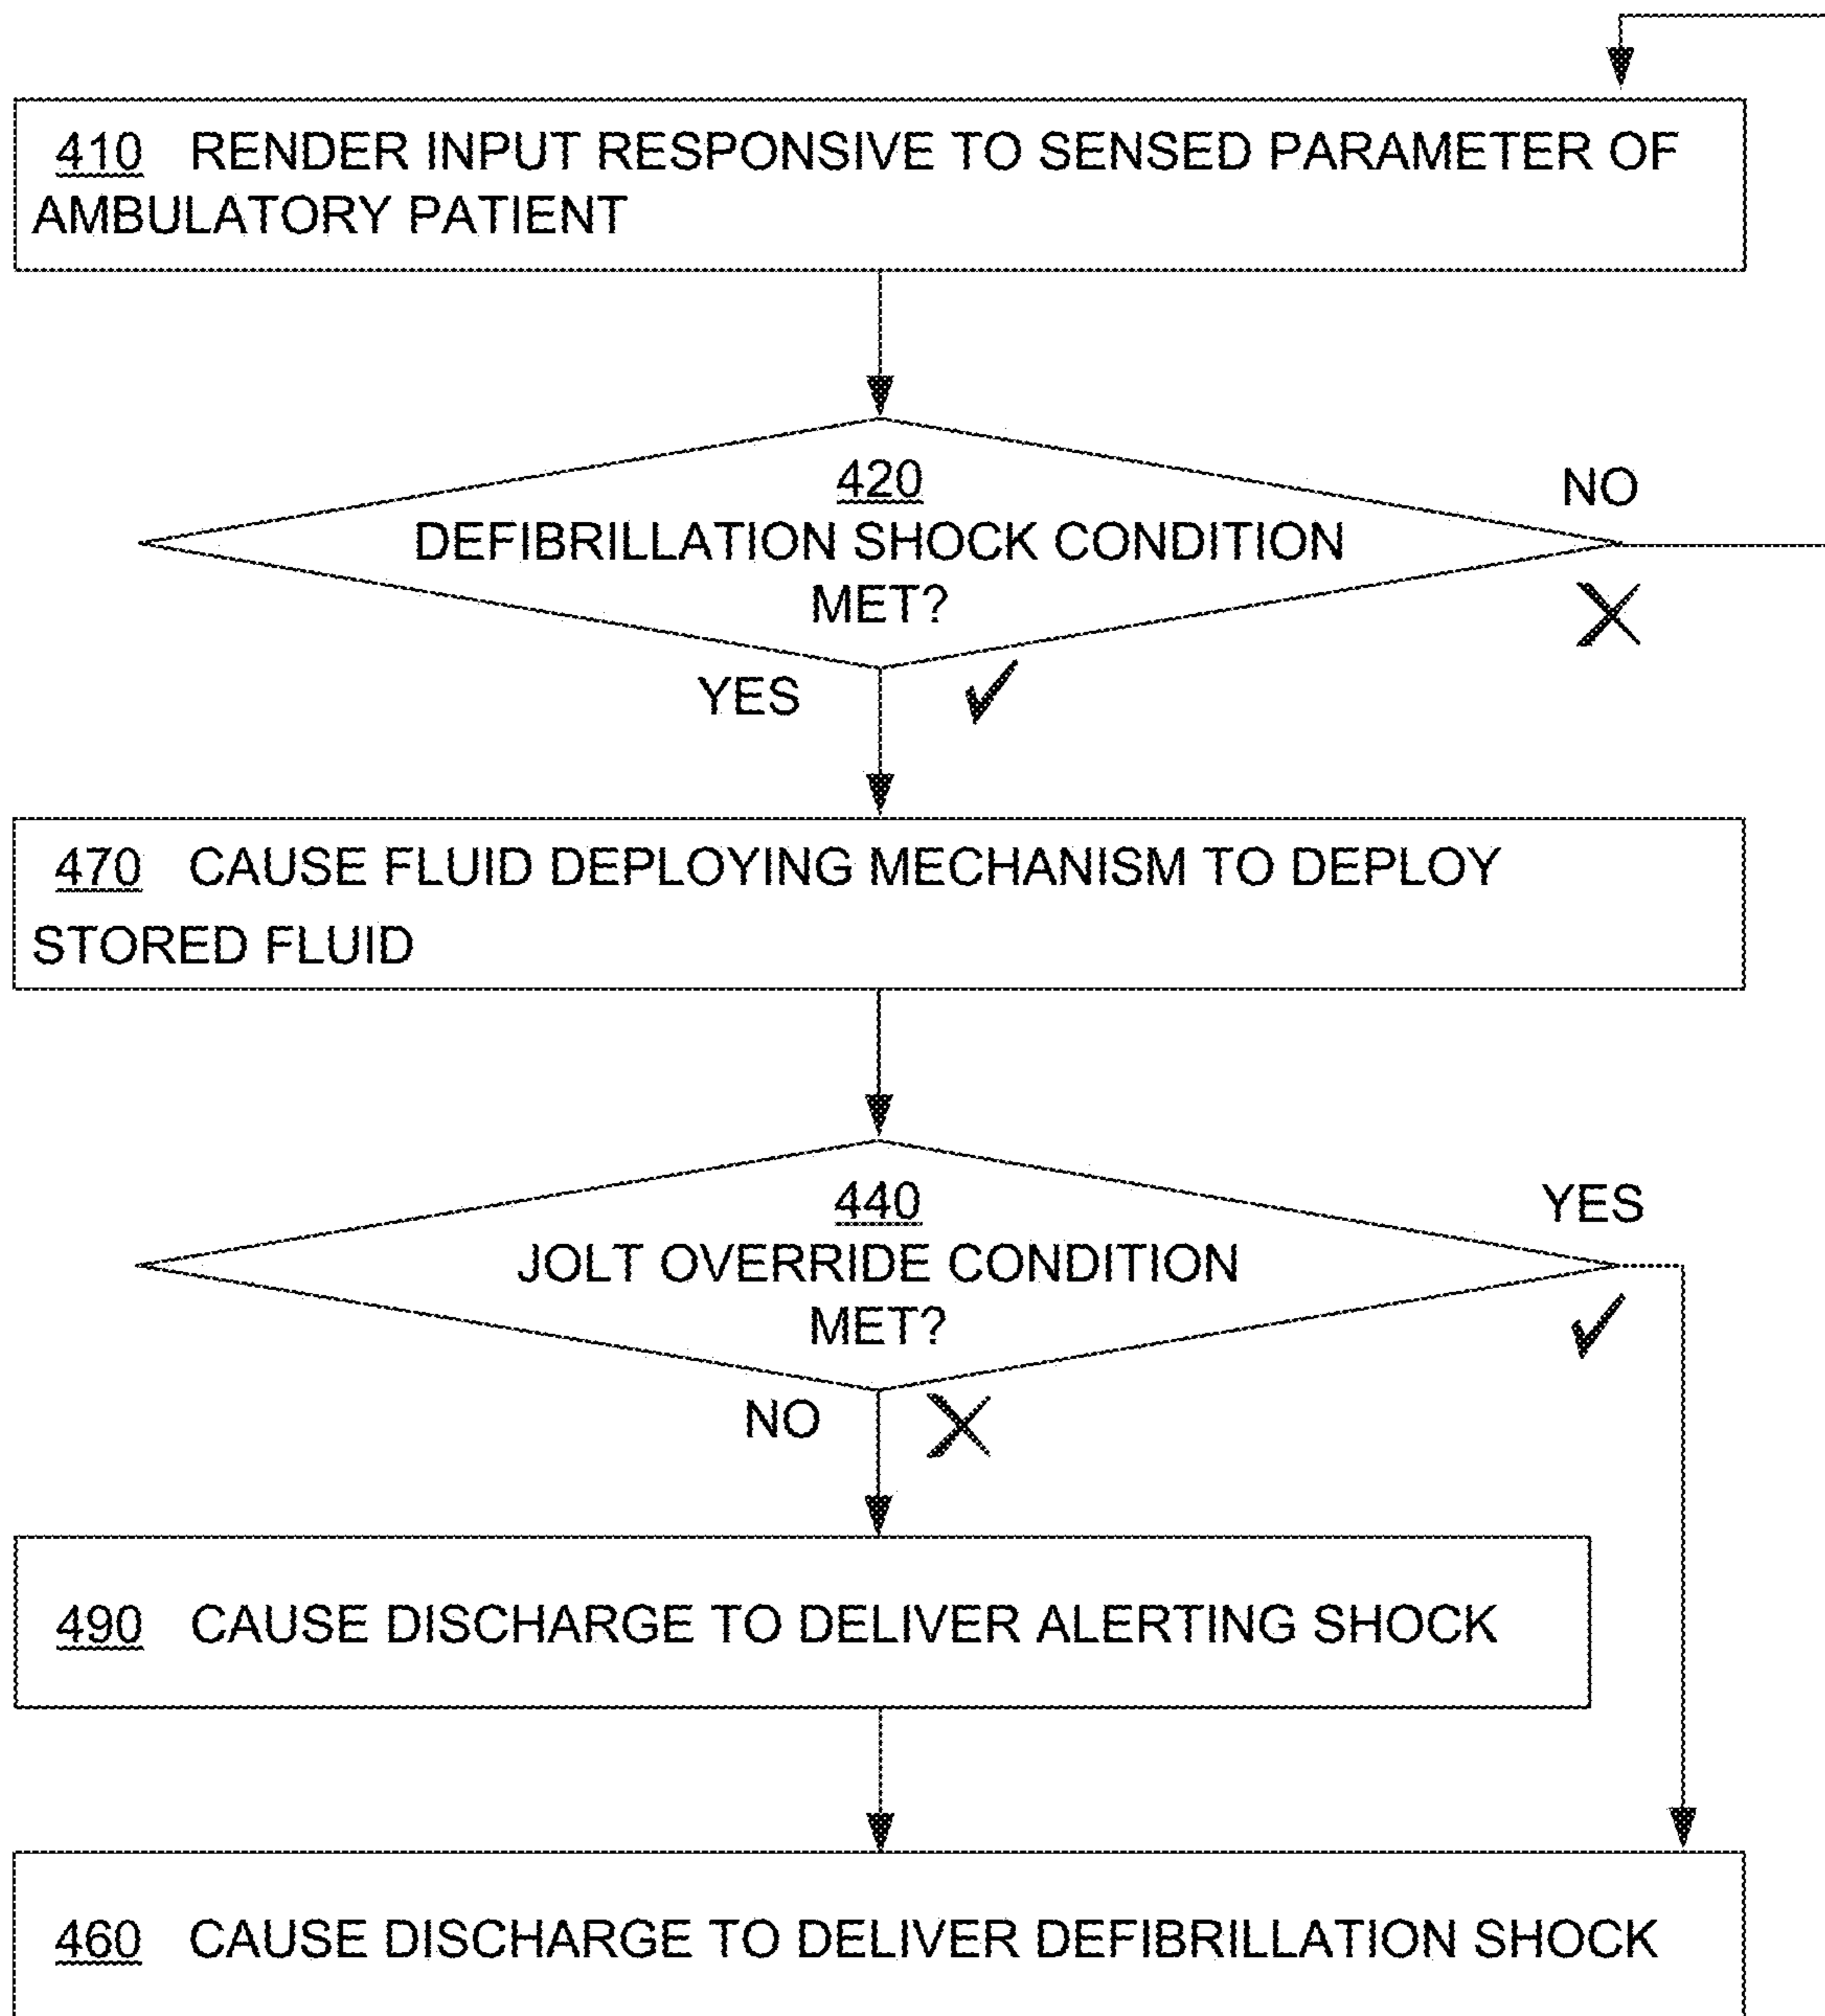 410 RENDER INPUT RESPONSIVE TO SENSED PARAMETER OF
AMBULATORY PATIENT
420
DEFIBRILLATION SHOCK CONDITION
MET?
NO
YES
470 CAUSE FLUID DEPLOYING MECHANISM TO DEPLOY
STORED FLUID
440
JOLT OVERRIDE CONDITION
MET?
YES
NO
490 CAUSE DISCHARGE TO DELIVER ALERTING SHOCK
460 CAUSE DISCHARGE TO DELIVER DEFIBRILLATION SHOCK